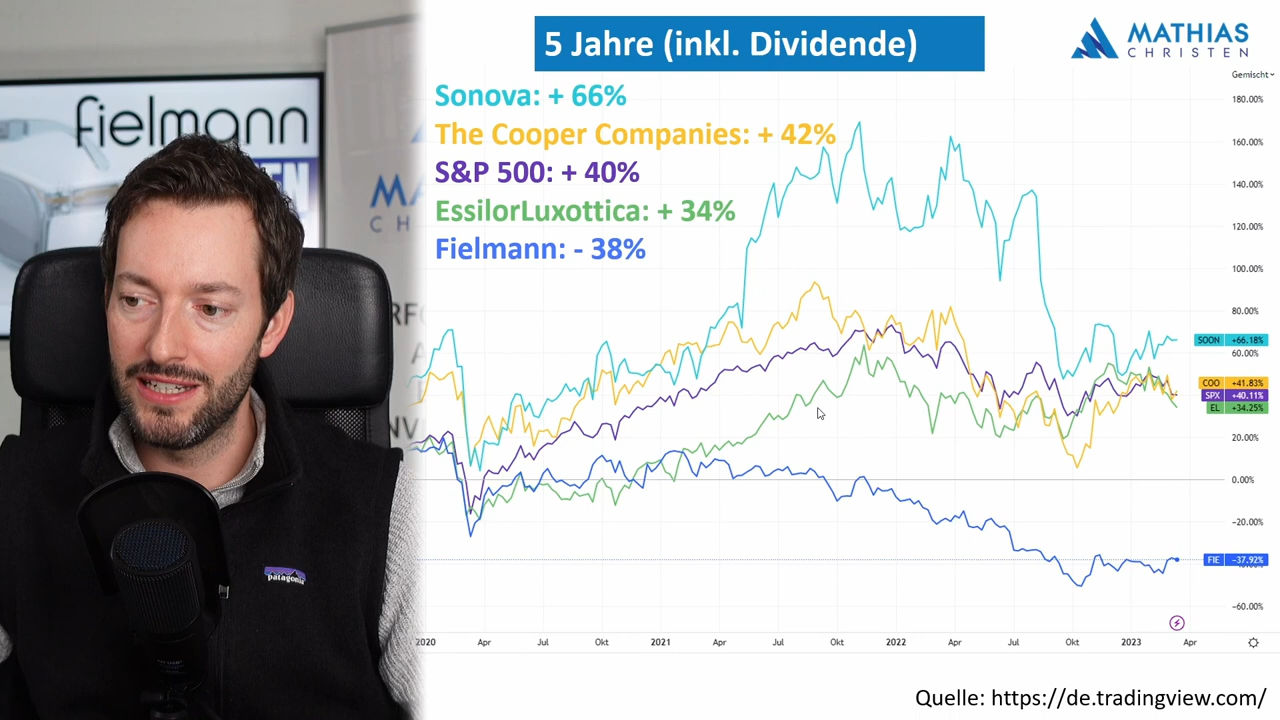 5 Jahre (inkl. Dividende)
MATHIAS
CHRISTEN
Gemischt
Sonova: + 66%
The Cooper Companies: + 42%
S&P 500: + 40%
EssilorLuxottica: + 34%
Fielmann: - 38%
fielmann
patagonia
180.00%
160.00%
140.00%
120.00%
100.00%
80.00%
60.00%
20.00%
0.00%
-20.00%
-60.00%
SOON +66.18%
COO +41.83%
SPX +40.11%
EL +34.25%
FIE -37.92%
2020 Apr Jul Okt 2021 Apr Jul Okt 2022 Apr Jul Okt 2023 Apr
Quelle: https://de.tradingview.com/